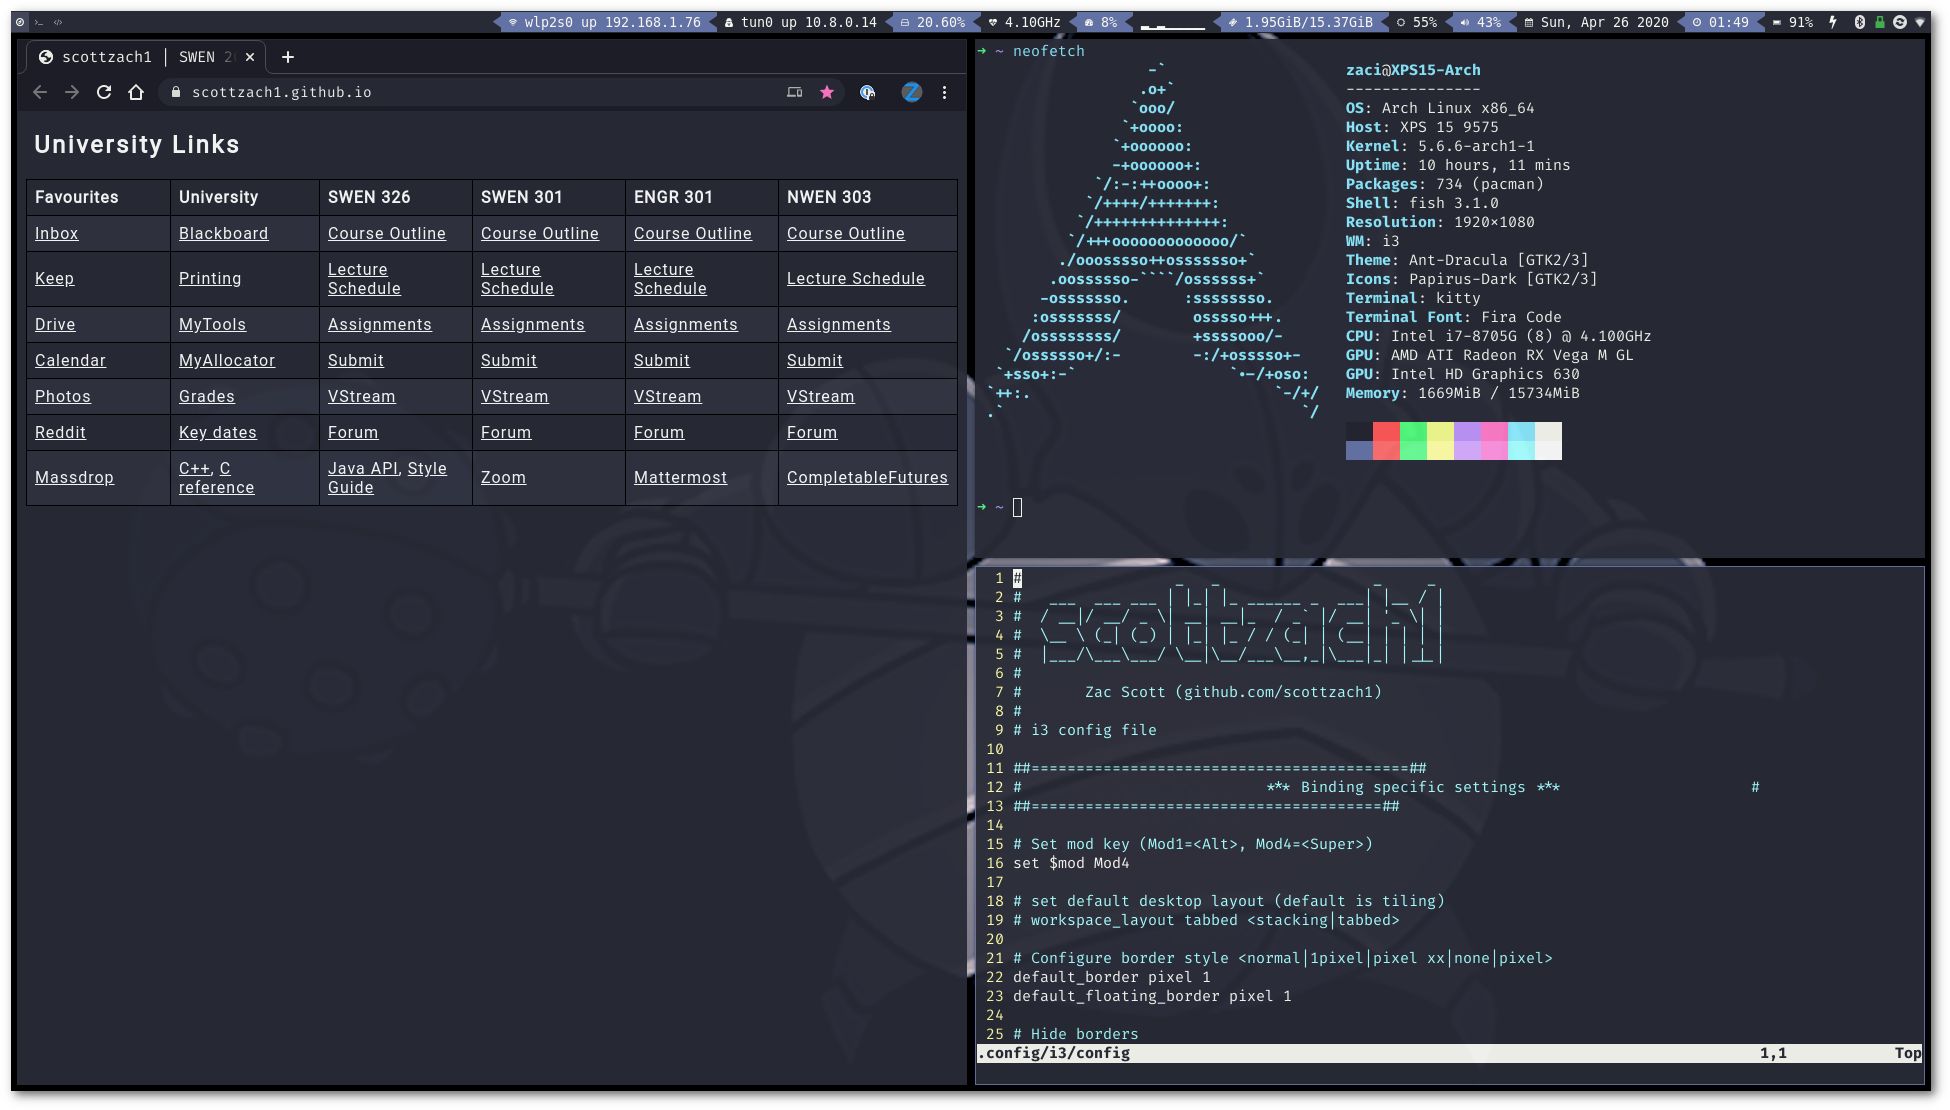 wlp2s0 up 192.168.1.76 tun0 up 10.8.0.14 20.60% 4.10GHz 8% 1.95GiB/15.37GiB 55% 43% Sun, Apr 26 2020 01:49 91%
scottzach1 | SWEN
scottzach1.github.io
University Links
Favourites University SWEN 326 SWEN 301 ENGR 301 NWEN 303
Inbox Blackboard Course Outline Course Outline Course Outline Course Outline
Keep Printing Lecture Schedule Lecture Schedule Lecture Schedule Lecture Schedule
Drive MyTools Assignments Assignments Assignments Assignments
Calendar MyAllocator Submit Submit Submit Submit
Photos Grades VStream VStream VStream VStream
Reddit Key dates Forum Forum Forum Forum
Massdrop C++, C reference Java API, Style Guide Zoom Mattermost CompletableFutures
➜ ~ neofetch
zaci@XPS15-Arch
---------------
OS: Arch Linux x86_64
Host: XPS 15 9575
Kernel: 5.6.6-arch1-1
Uptime: 10 hours, 11 mins
Packages: 734 (pacman)
Shell: fish 3.1.0
Resolution: 1920×1080
WM: i3
Theme: Ant-Dracula [GTK2/3]
Icons: Papirus-Dark [GTK2/3]
Terminal: kitty
Terminal Font: Fira Code
CPU: Intel i7-8705G (8) @ 4.100GHz
GPU: AMD ATI Radeon RX Vega M GL
GPU: Intel HD Graphics 630
Memory: 1669MiB / 15734MiB
➜ ~
1 #
2 #
3 #
4 #
5 #
scottzach1
6 #
7 # Zac Scott (github.com/scottzach1)
8 #
9 # i3 config file
10
11 ##==========================================##
12 # *** Binding specific settings *** #
13 ##=======================================##
14
15 # Set mod key (Mod1=<Alt>, Mod4=<Super>)
16 set $mod Mod4
17
18 # set default desktop layout (default is tiling)
19 # workspace_layout tabbed <stacking|tabbed>
20
21 # Configure border style <normal|1pixel|pixel xx|none|pixel>
22 default_border pixel 1
23 default_floating_border pixel 1
24
25 # Hide borders
.config/i3/config 1,1 Top